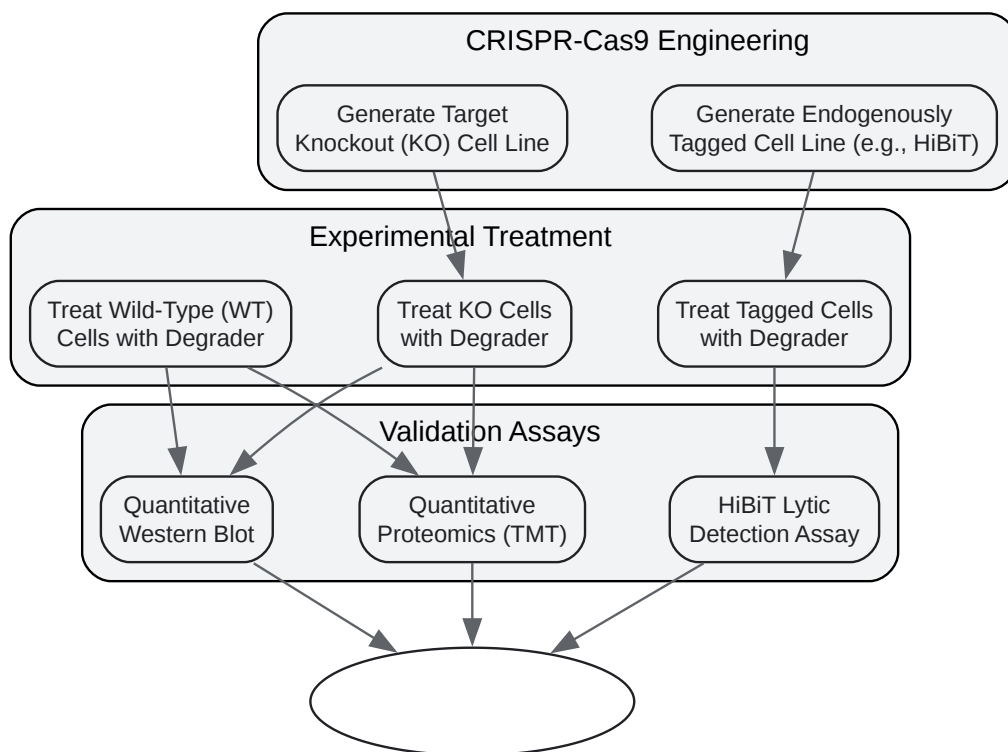 CRISPR-Cas9 Engineering
Generate Target
Knockout (KO) Cell Line
Generate Endogenously
Tagged Cell Line (e.g., HiBiT)
Experimental Treatment
Treat Wild-Type (WT)
Cells with Degrader
Treat KO Cells
with Degrader
Treat Tagged Cells
with Degrader
Validation Assays
Quantitative
Western Blot
Quantitative
Proteomics (TMT)
HiBiT Lytic
Detection Assay